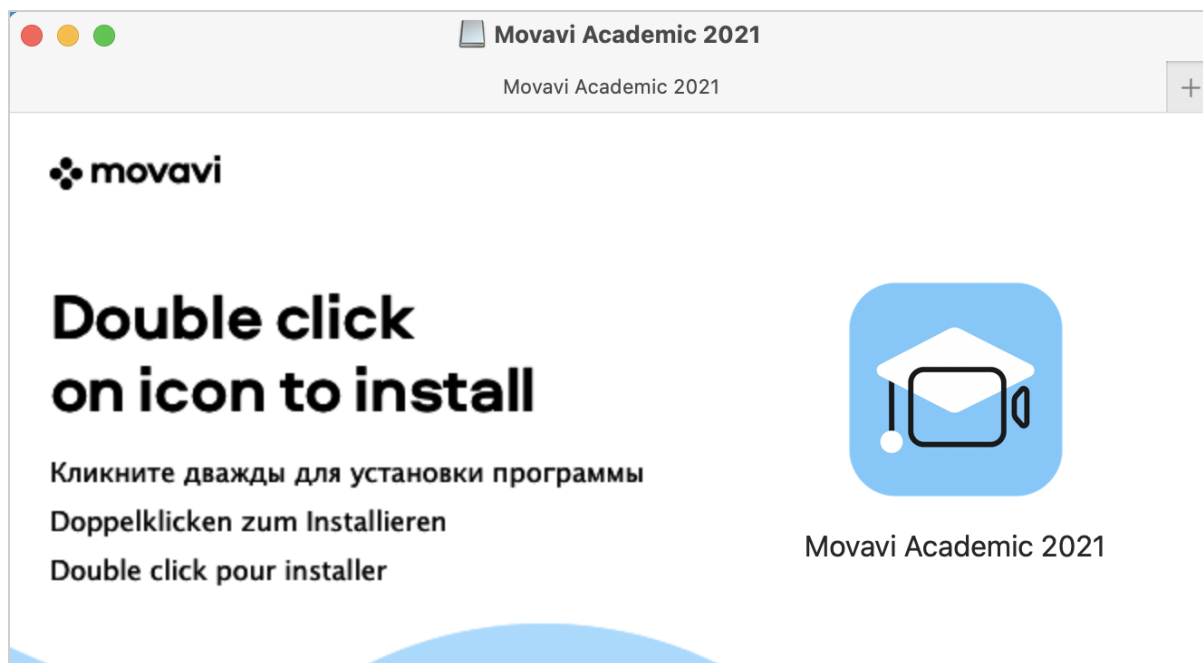 Movavi Academic 2021
Movavi Academic 2021
movavi
Double click
on icon to install
Кликните дважды для установки программы
Doppelklicken zum Installieren
Double click pour installer
Movavi Academic 2021